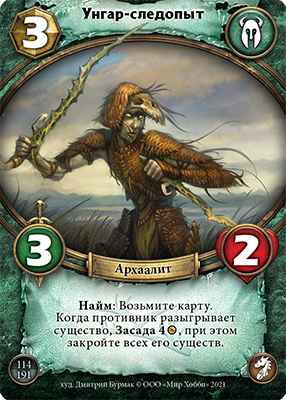 Унгар-следопыт
3
3
2
Архаалит
Найм: Возьмите карту.
Когда противник разыгрывает
существо, Засада 4, при этом
закройте всех его существ.
114
191
худ. Дмитрий Бурмак © ООО «Мир Хобби» 2021